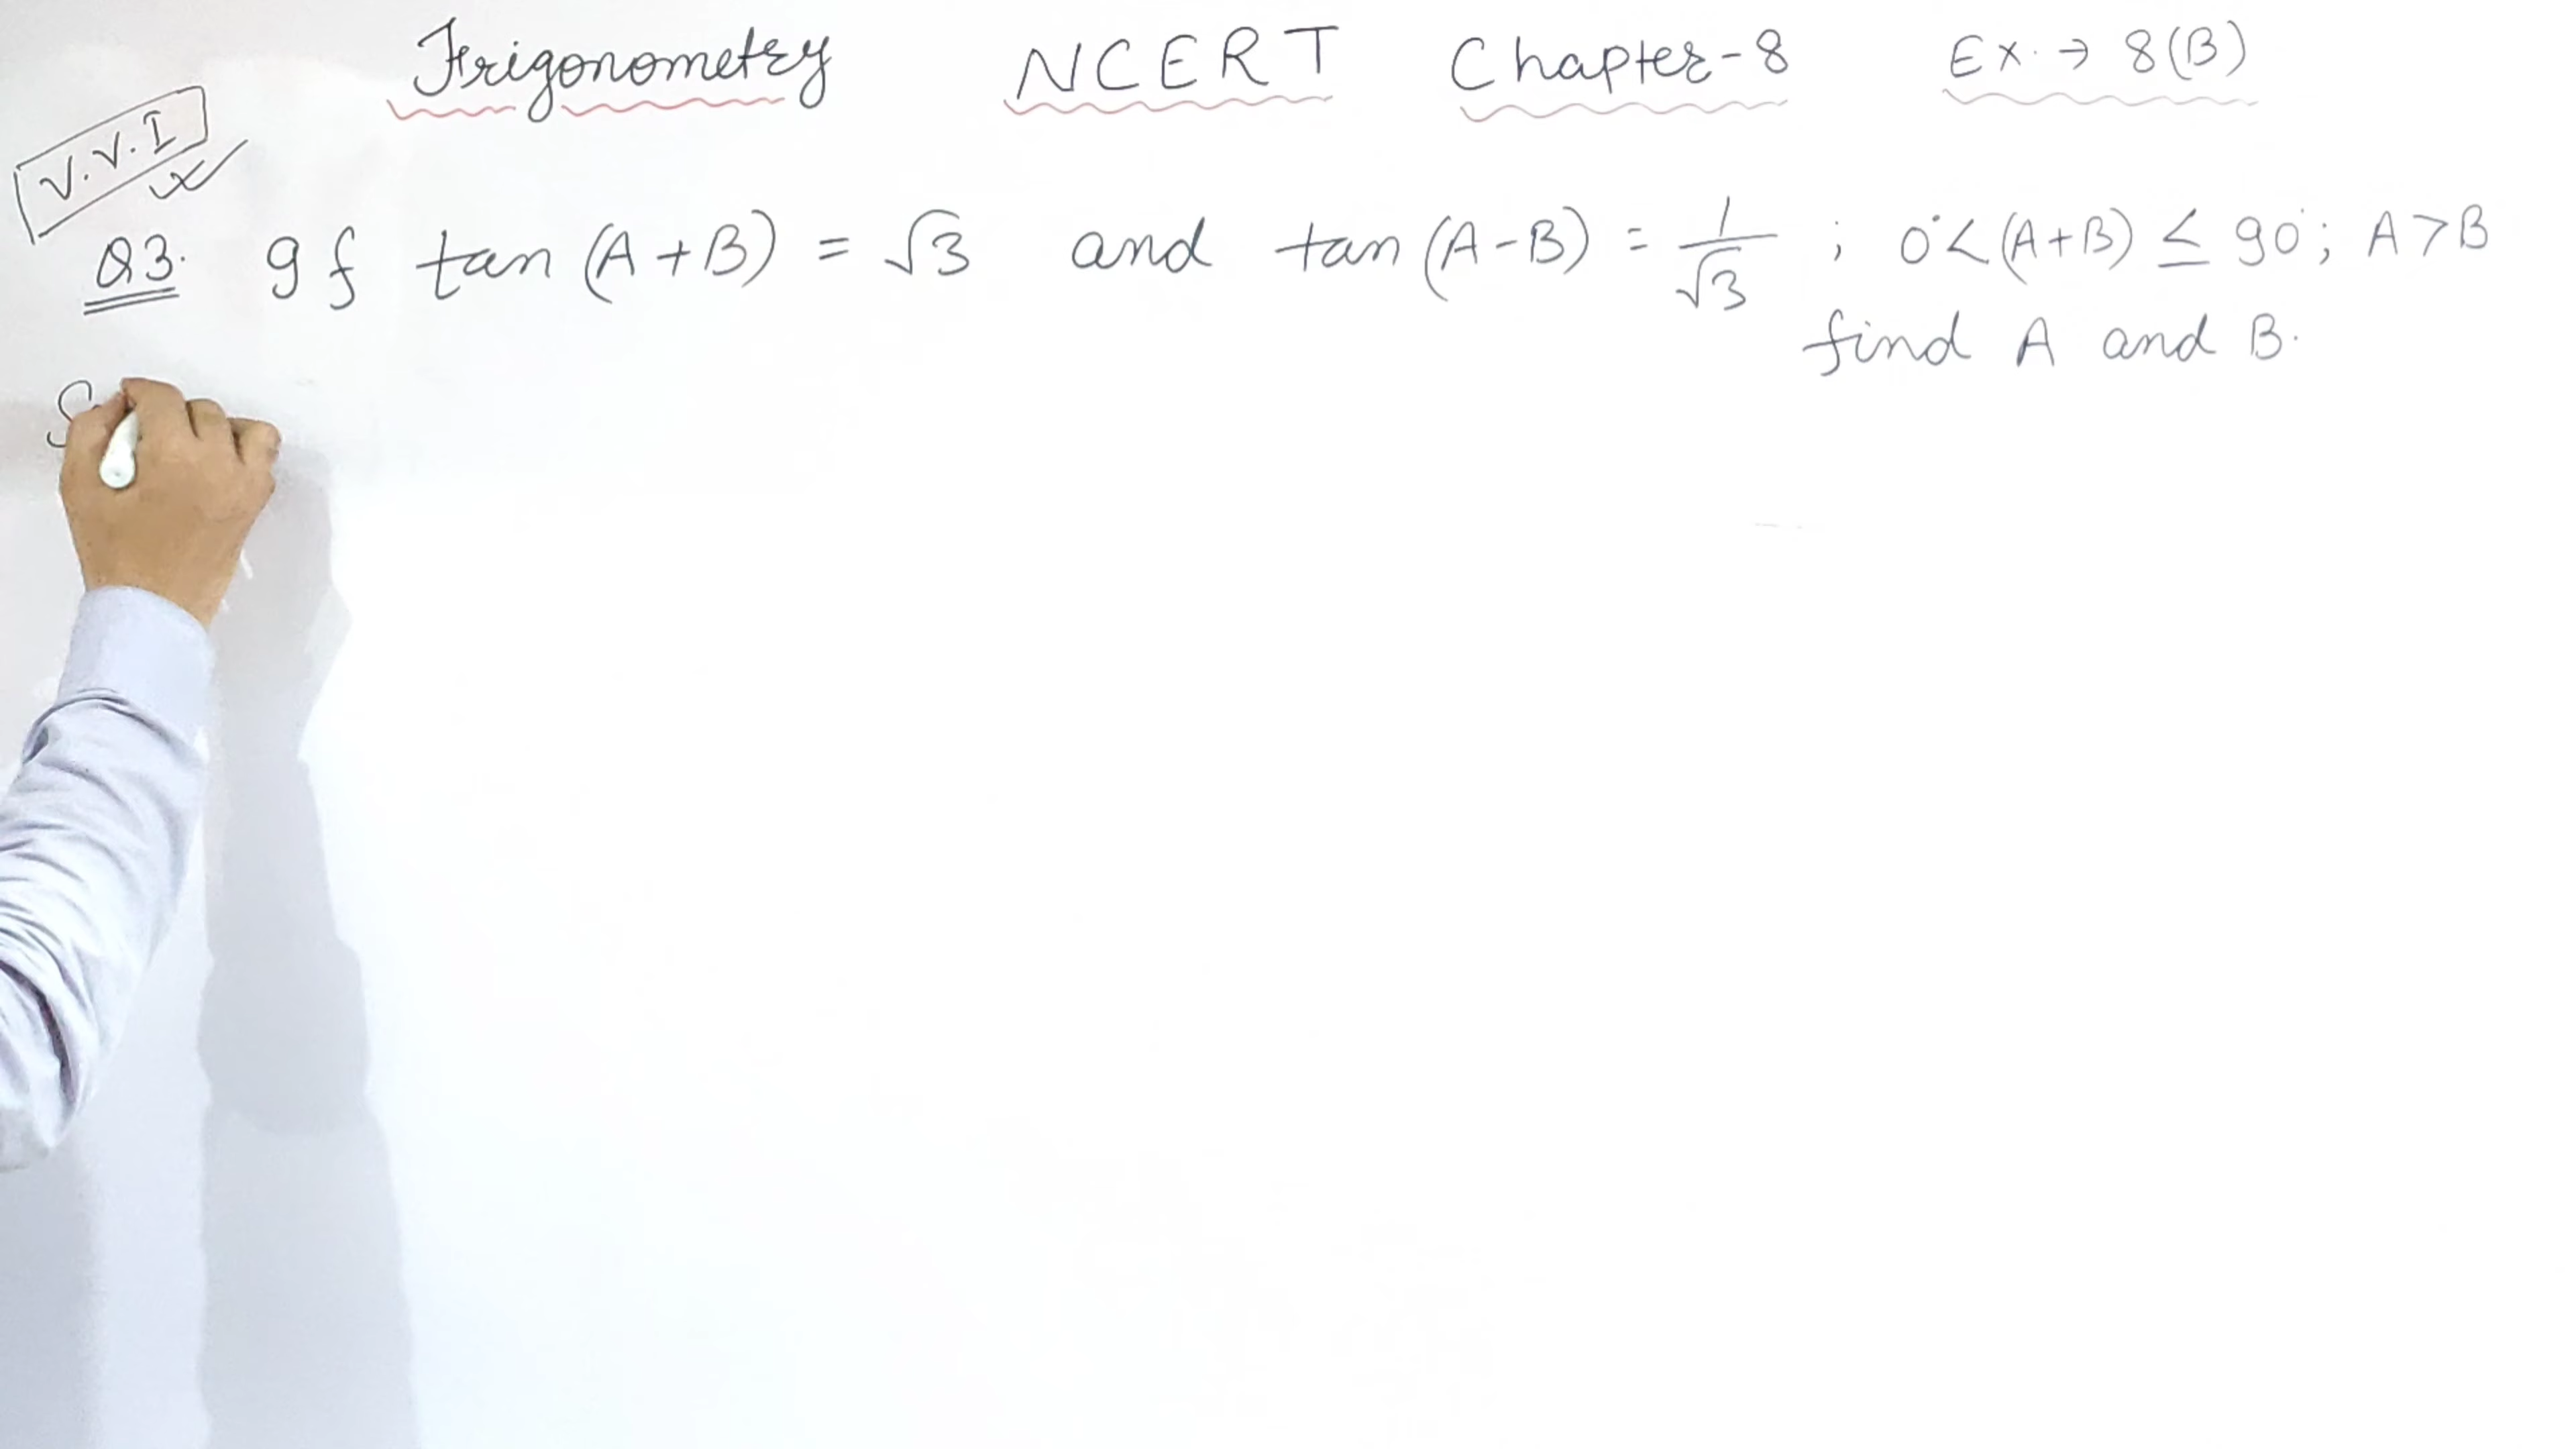 Trigonometry NCERT Chapter-8 Ex. → 8(B)
V.V.I
Q3. If tan (A+B) = √3 and tan (A-B) = 1/√3 ; 0°< (A+B) ≤ 90°; A>B
find A and B.
S